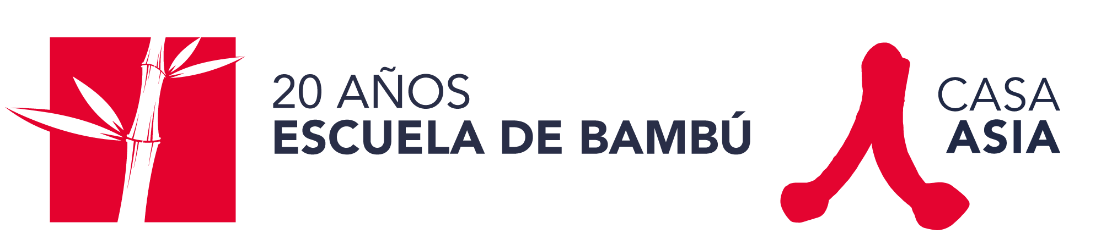 20 AÑOS
ESCUELA DE BAMBÚ
CASA
ASIA